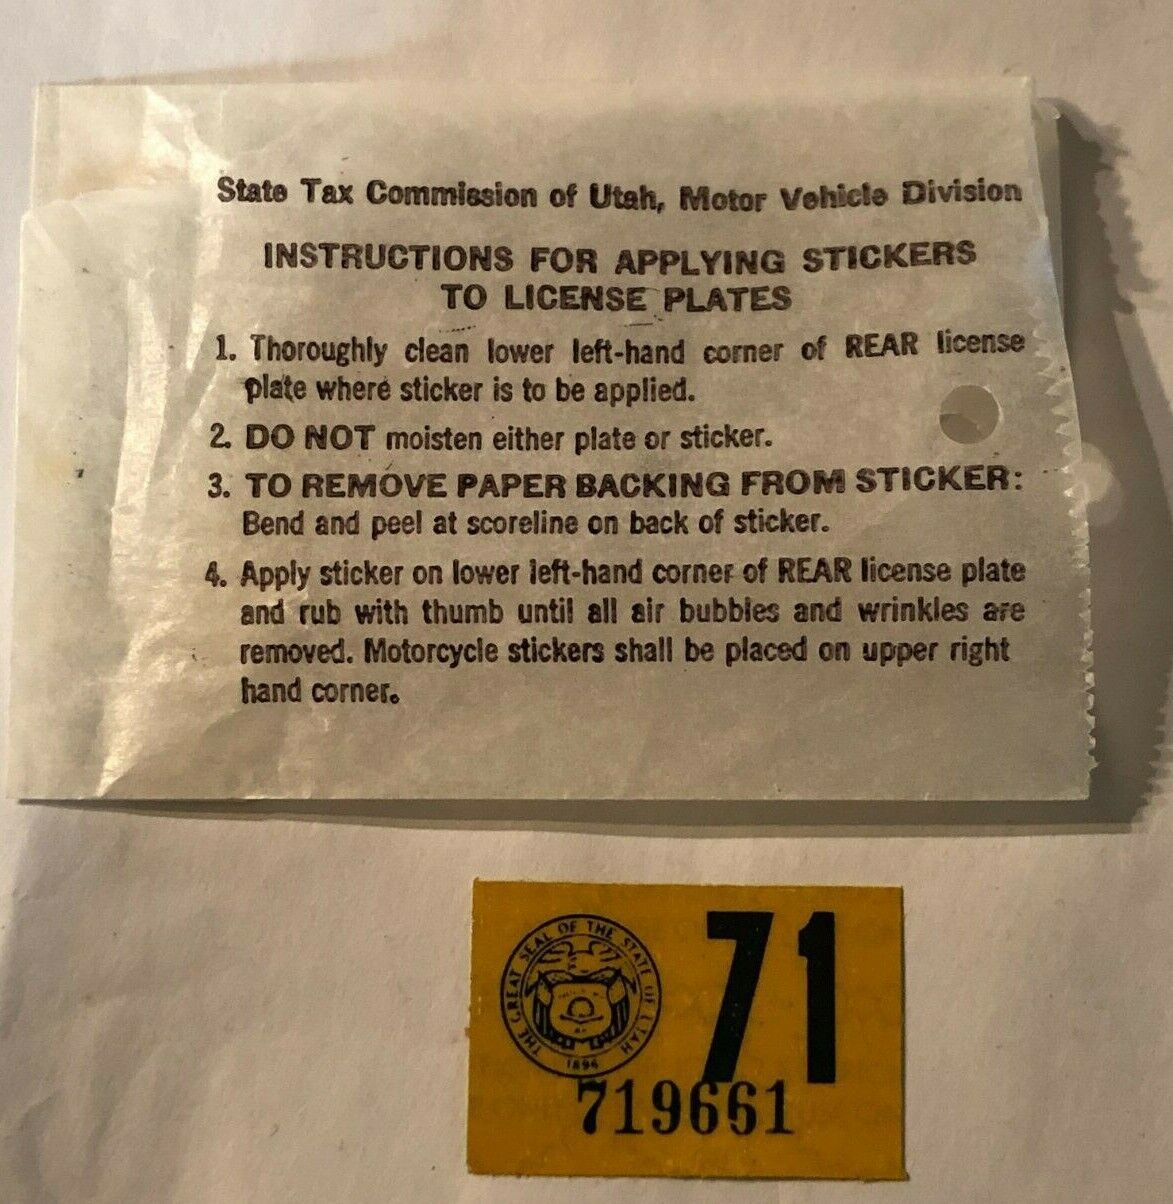 State Tax Commission of Utah, Motor Vehicle Division
INSTRUCTIONS FOR APPLYING STICKERS
TO LICENSE PLATES
1. Thoroughly clean lower left-hand corner of REAR license
plate where sticker is to be applied.
2. DO NOT moisten either plate or sticker.
3. TO REMOVE PAPER BACKING FROM STICKER:
Bend and peel at scoreline on back of sticker.
4. Apply sticker on lower left-hand corner of REAR license plate
and rub with thumb until all air bubbles and wrinkles are
removed. Motorcycle stickers shall be placed on upper right
hand corner.
THE GREAT SEAL OF THE STATE OF UTAH
1896
71
719661